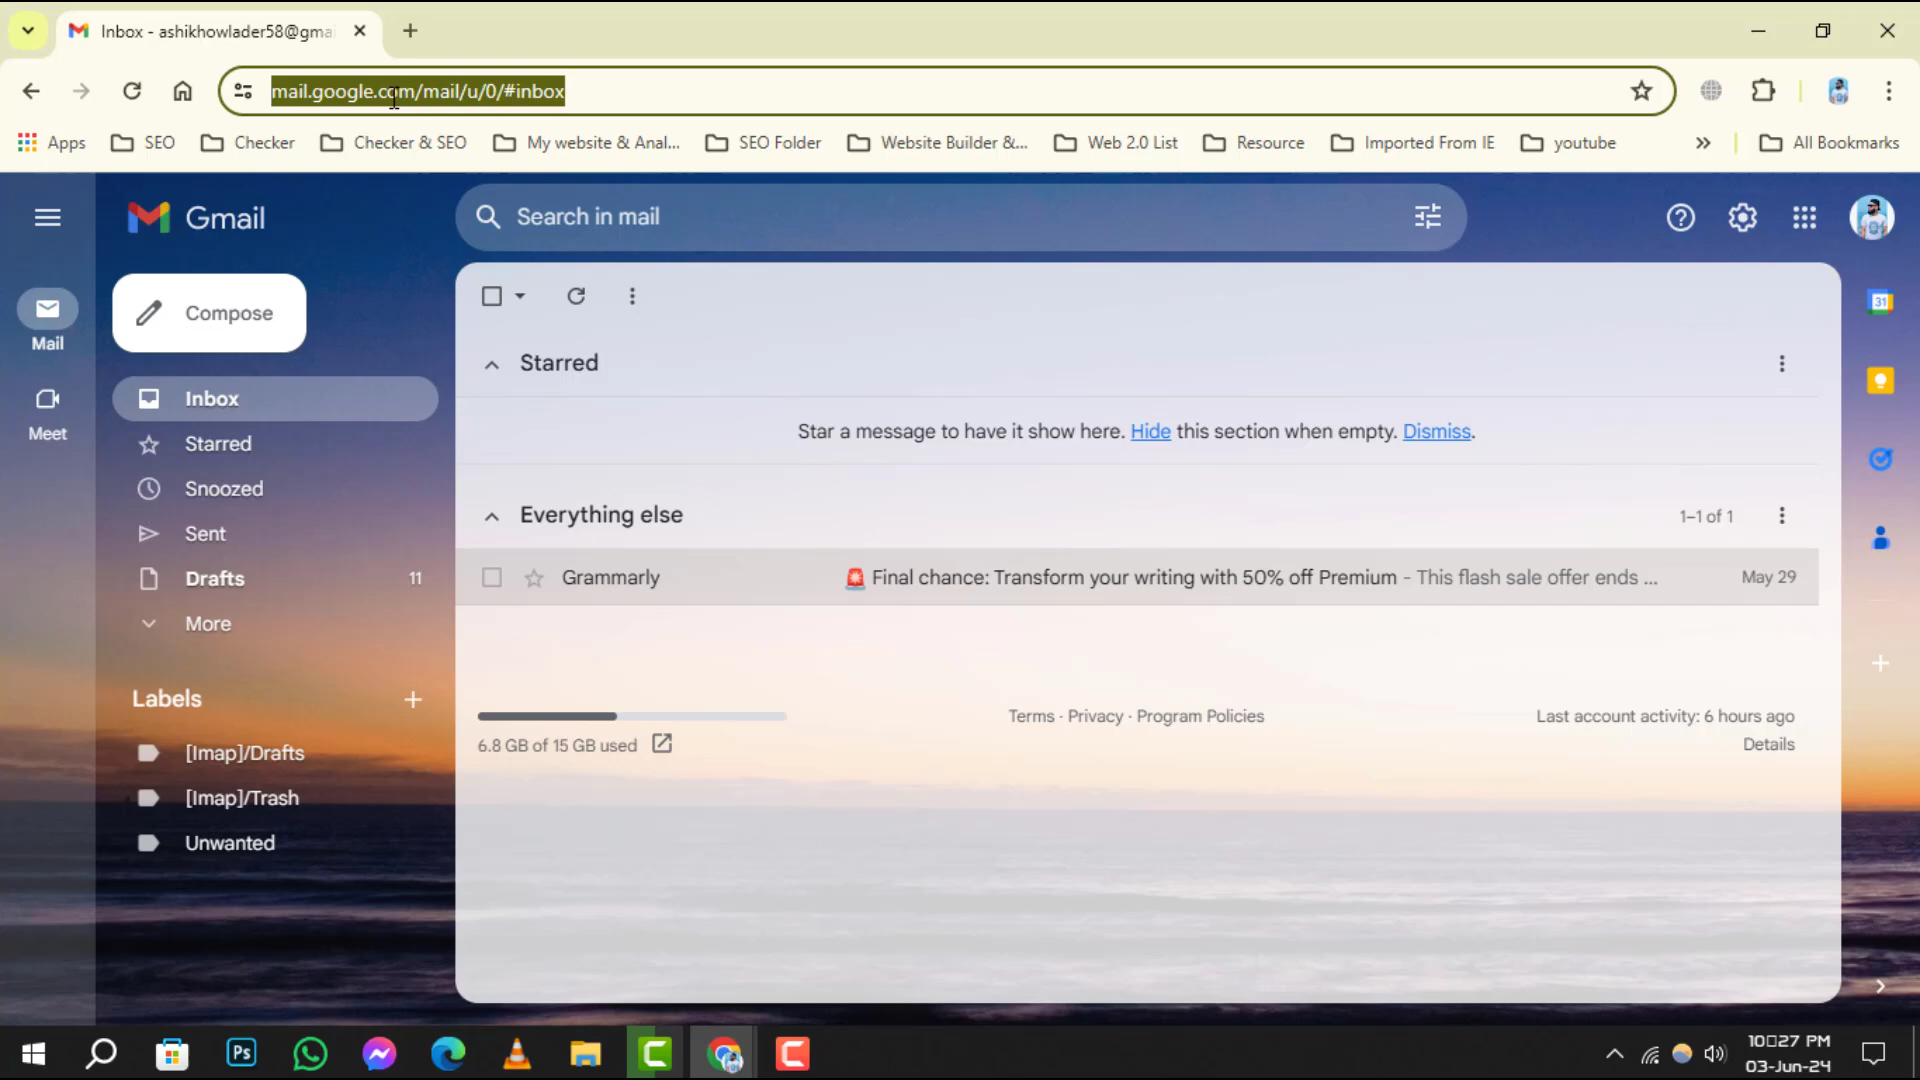 Inbox - ashikhowlader58@gma
mail.google.com/mail/u/0/#inbox
Apps SEO Checker Checker & SEO My website & Anal... SEO Folder Website Builder &... Web 2.0 List Resource Imported From IE youtube » All Bookmarks
Gmail
Search in mail
Compose
Mail
Meet
Inbox
Starred
Snoozed
Sent
Drafts 11
More
Labels
[Imap]/Drafts
[Imap]/Trash
Unwanted
Starred
Star a message to have it show here. Hide this section when empty. Dismiss.
Everything else 1–1 of 1
Grammarly 🚨 Final chance: Transform your writing with 50% off Premium - This flash sale offer ends ... May 29
6.8 GB of 15 GB used
Terms · Privacy · Program Policies
Last account activity: 6 hours ago
Details
31
Ps
10□27 PM
03-Jun-24